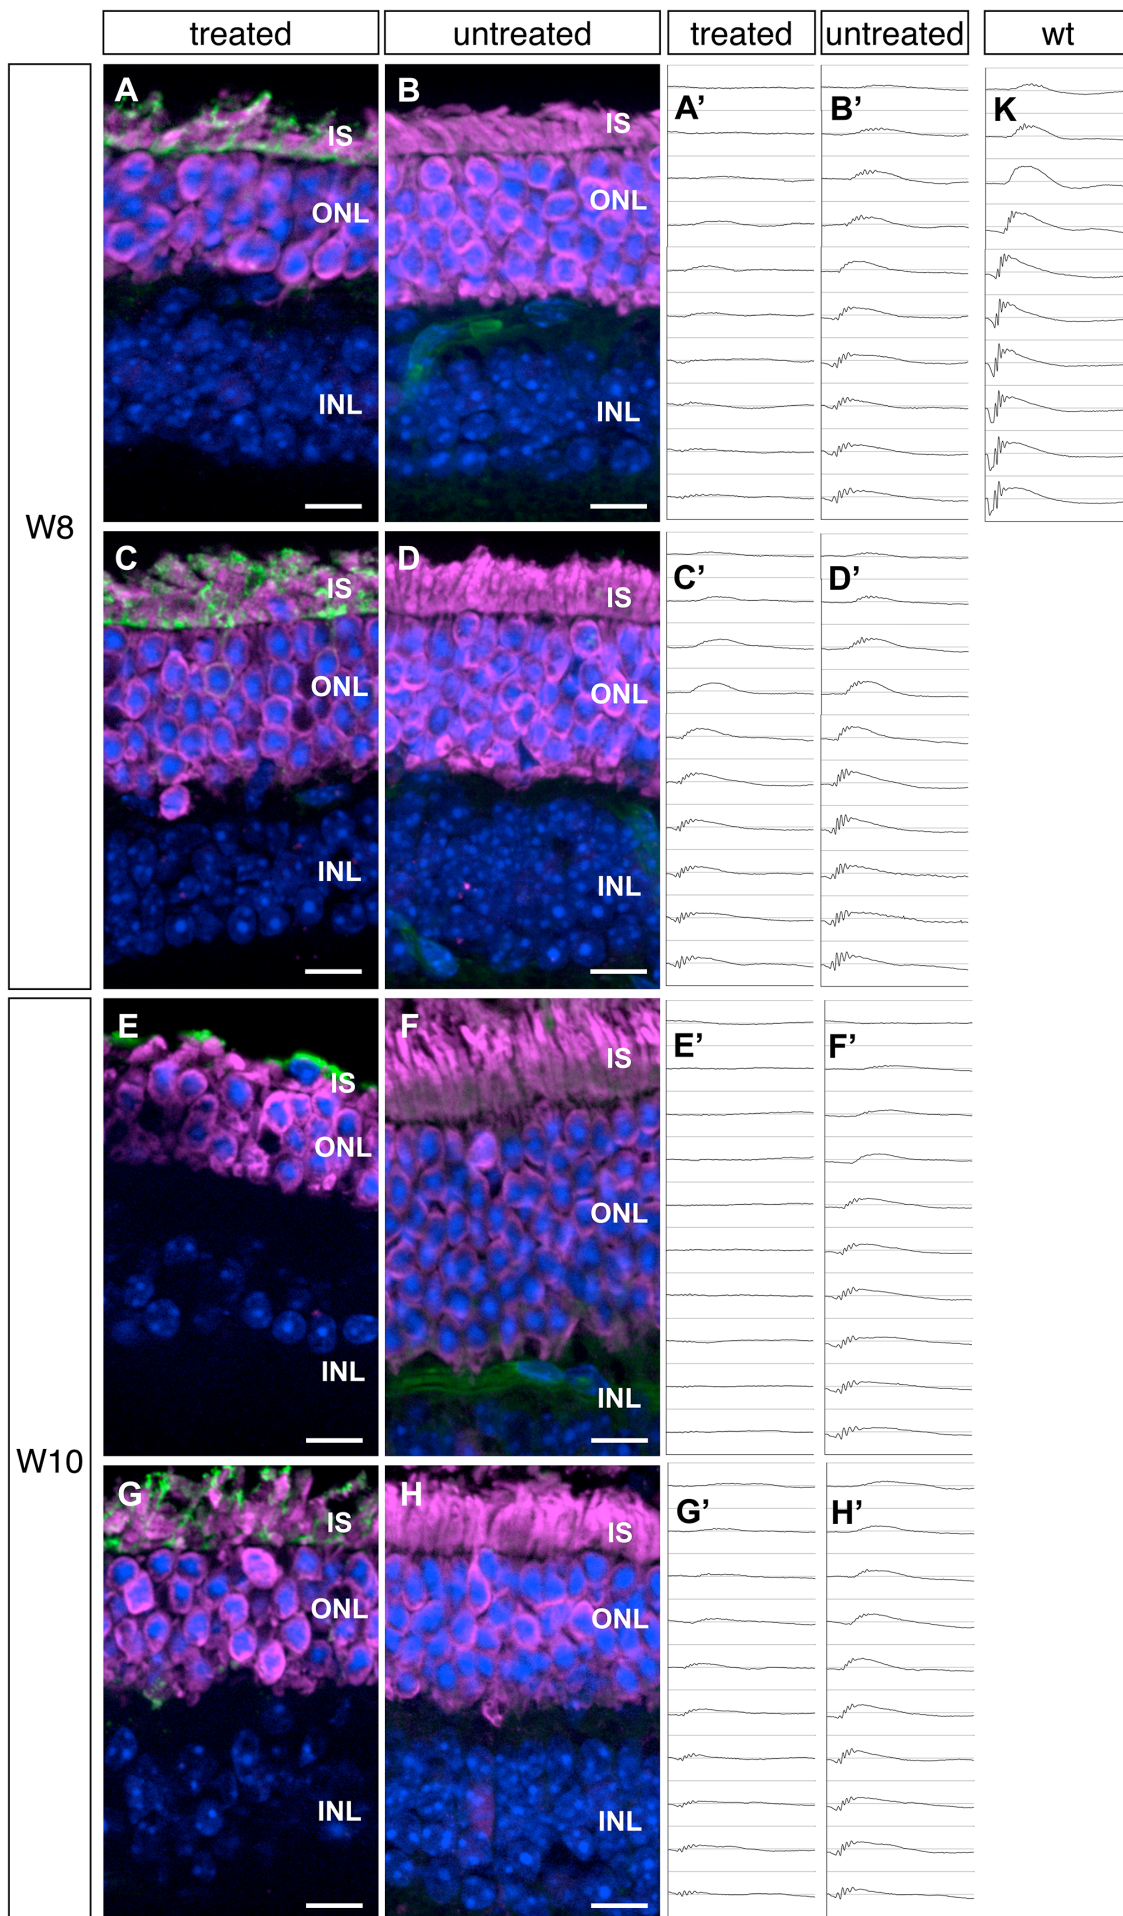 treated untreated treated untreated wt
W8
A IS ONL INL
B IS ONL INL
A’
B’
K
C IS ONL INL
D IS ONL INL
C’
D’
W10
E IS ONL INL
F IS ONL INL
E’
F’
G IS ONL INL
H IS ONL INL
G’
H’